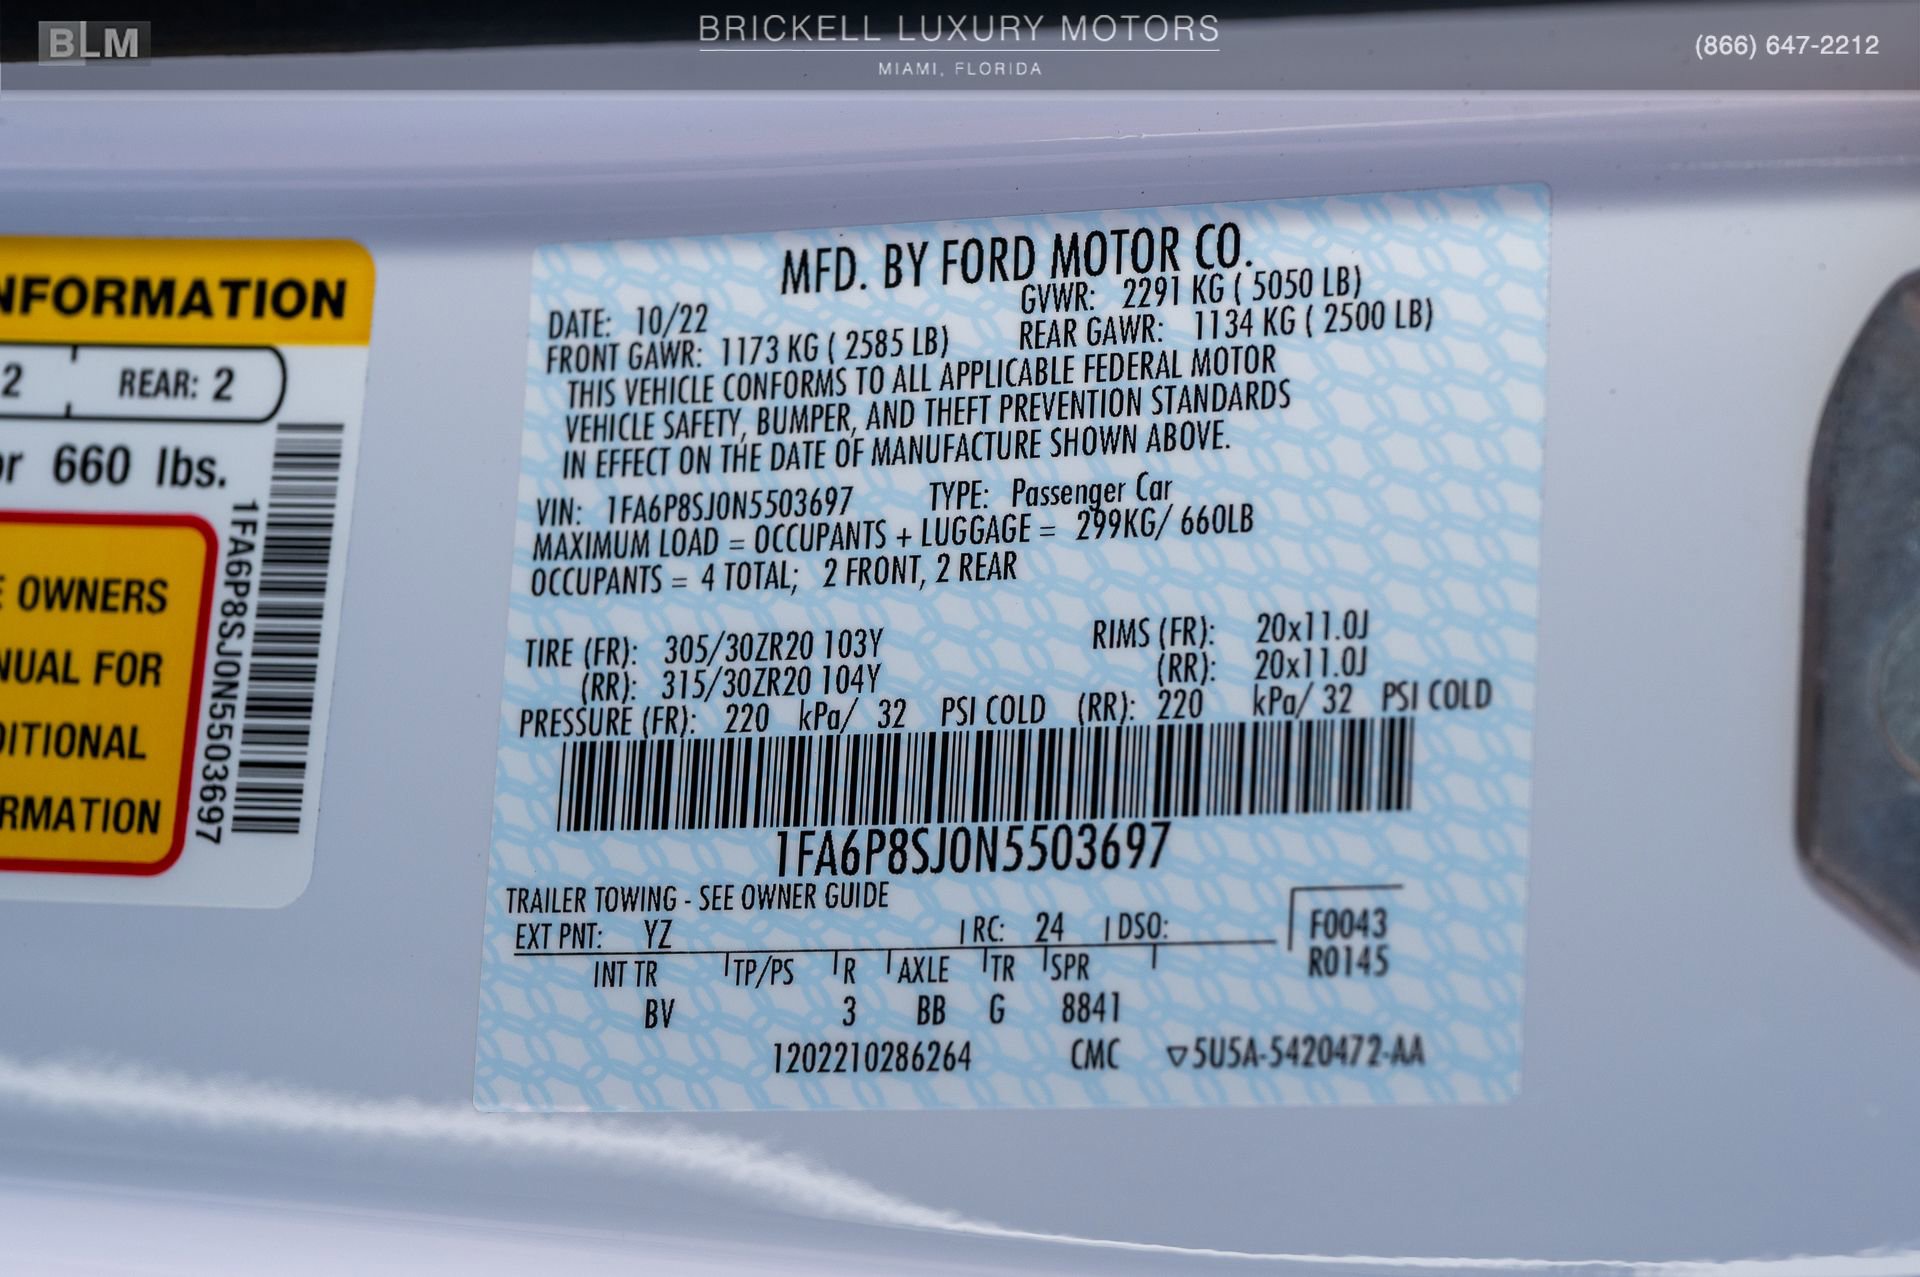 BLM
BRICKELL LUXURY MOTORS
MIAMI, FLORIDA
(866) 647-2212
NFORMATION
2 REAR: 2
or 660 lbs.
E OWNERS
NUAL FOR
DITIONAL
RMATION
1FA6P8SJ0N5503697
MFD. BY FORD MOTOR CO.
DATE: 10/22 GVWR: 2291 KG ( 5050 LB)
FRONT GAWR: 1173 KG ( 2585 LB) REAR GAWR: 1134 KG ( 2500 LB)
THIS VEHICLE CONFORMS TO ALL APPLICABLE FEDERAL MOTOR
VEHICLE SAFETY, BUMPER, AND THEFT PREVENTION STANDARDS
IN EFFECT ON THE DATE OF MANUFACTURE SHOWN ABOVE.
VIN: 1FA6P8SJ0N5503697 TYPE: Passenger Car
MAXIMUM LOAD = OCCUPANTS + LUGGAGE = 299KG/ 660LB
OCCUPANTS = 4 TOTAL; 2 FRONT, 2 REAR
TIRE (FR): 305/30ZR20 103Y RIMS (FR): 20x11.0J
(RR): 315/30ZR20 104Y (RR): 20x11.0J
PRESSURE (FR): 220 kPa/ 32 PSI COLD (RR): 220 kPa/ 32 PSI COLD
1FA6P8SJ0N5503697
TRAILER TOWING - SEE OWNER GUIDE
EXT PNT: YZ RC: 24 DSO: F0043
R0145
INT TR TP/PS R AXLE TR SPR
BV 3 BB G 8841
1202210286264 CMC ▽5U5A-5420472-AA